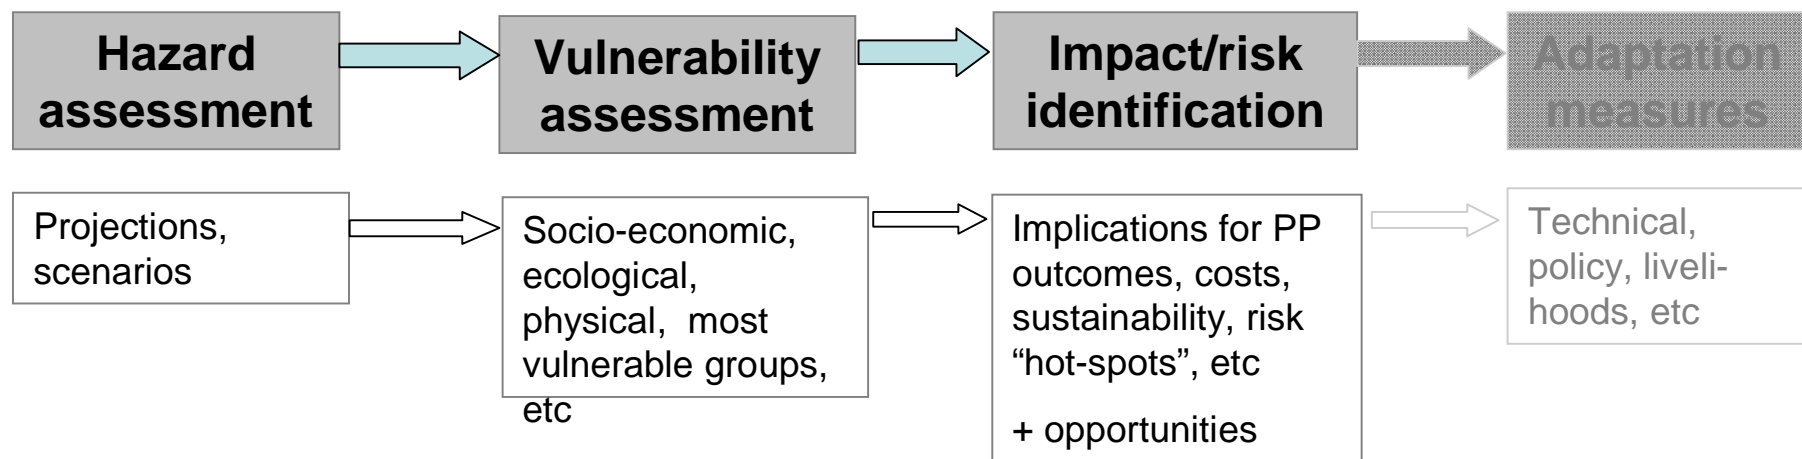 Hazard
assessment
Vulnerability
assessment
Impact/risk
identification
Adaptation
measures
Projections,
scenarios
Socio-economic,
ecological,
physical,  most
vulnerable groups,
etc
Implications for PP
outcomes, costs,
sustainability, risk
“hot-spots”, etc
+ opportunities
Technical,
policy, liveli-
hoods, etc